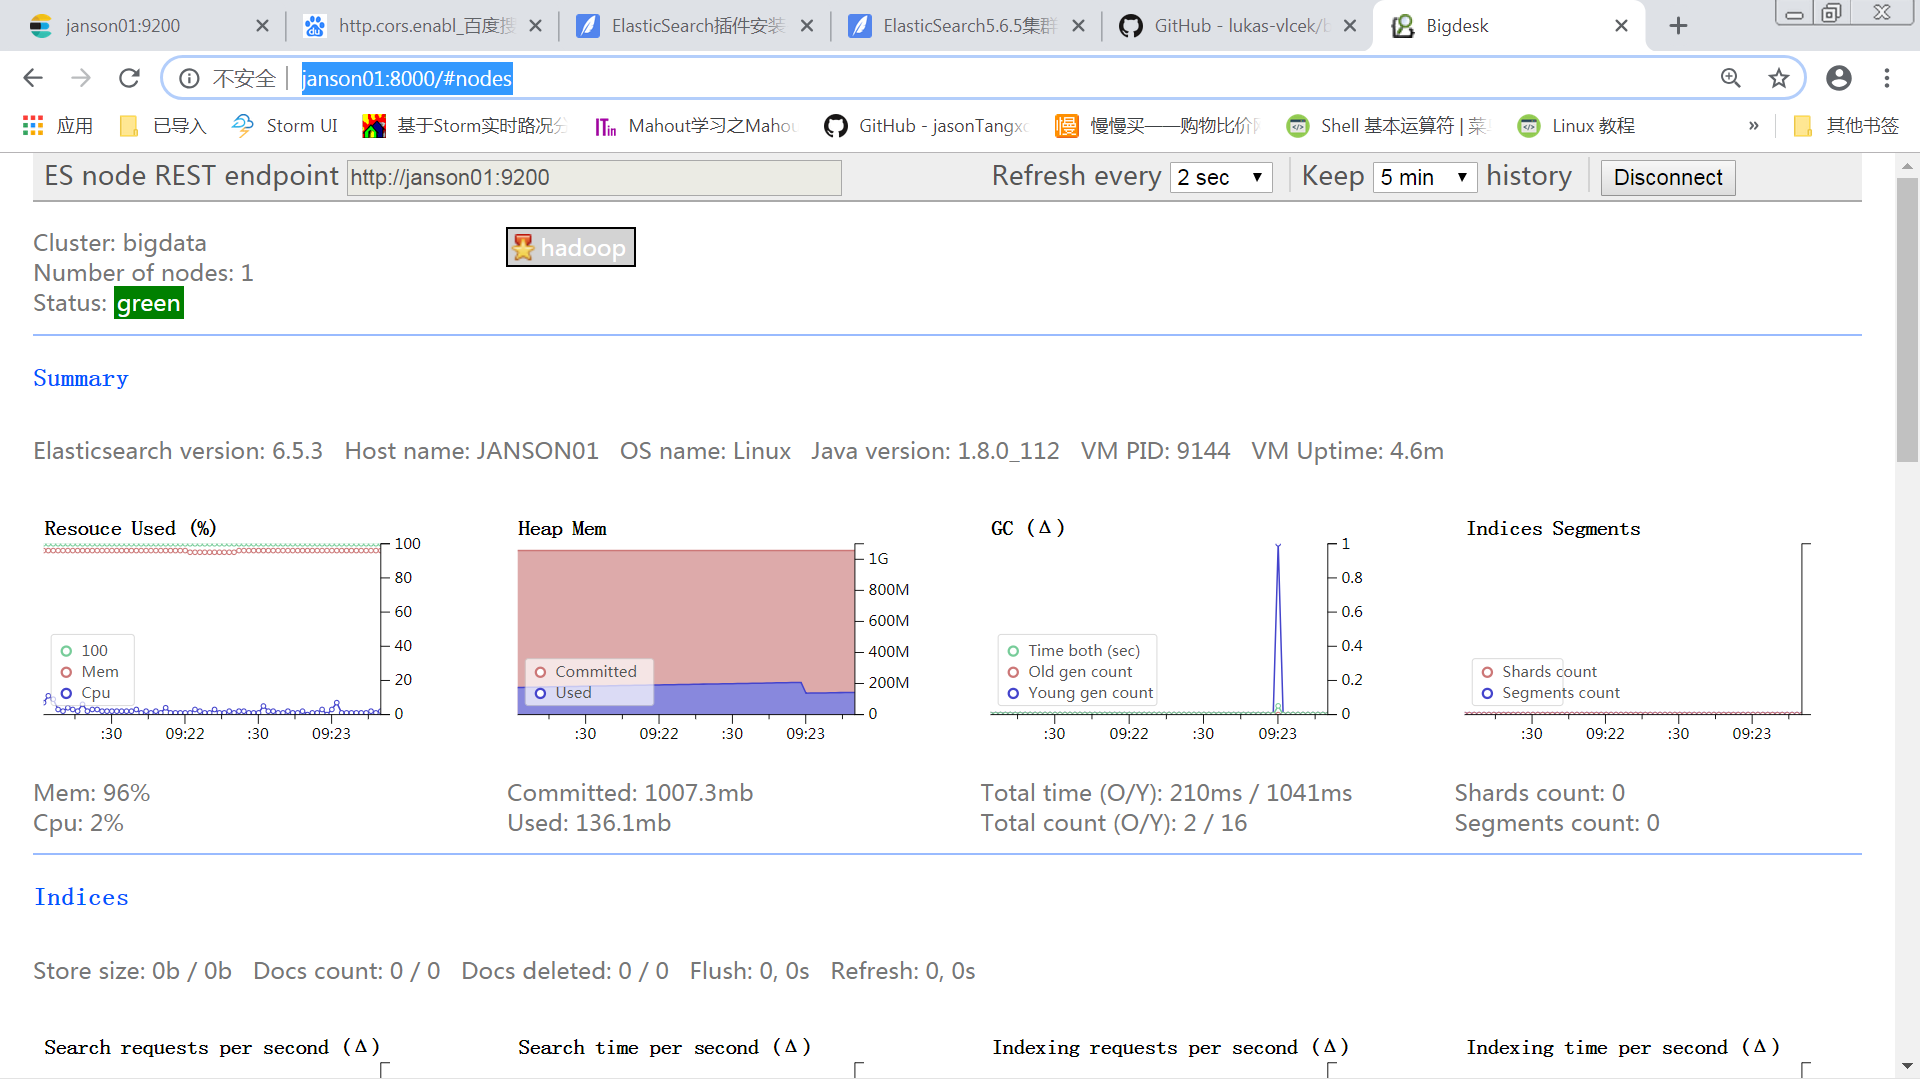 janson01:9200
http.cors.enabl_百度搜
ElasticSearch插件安装
ElasticSearch5.6.5集群
GitHub - lukas-vlcek/b
Bigdesk
不安全
janson01:8000/#nodes
应用
已导入
Storm UI
基于Storm实时路况分
Mahout学习之Mahou
GitHub - jasonTangxc
慢慢买——购物比价网
Shell 基本运算符 | 菜
Linux 教程
»
其他书签
ES node REST endpoint http://janson01:9200 Refresh every 2 sec Keep 5 min history Disconnect
Cluster: bigdata
Number of nodes: 1
Status: green
hadoop
Summary
Elasticsearch version: 6.5.3 Host name: JANSON01 OS name: Linux Java version: 1.8.0_112 VM PID: 9144 VM Uptime: 4.6m
Resouce Used (%)
100
80
60
40
20
0
100
Mem
Cpu
:30 09:22 :30 09:23
Mem: 96%
Cpu: 2%
Heap Mem
1G
800M
600M
400M
200M
0
Committed
Used
:30 09:22 :30 09:23
Committed: 1007.3mb
Used: 136.1mb
GC (Δ)
1
0.8
0.6
0.4
0.2
0
Time both (sec)
Old gen count
Young gen count
:30 09:22 :30 09:23
Total time (O/Y): 210ms / 1041ms
Total count (O/Y): 2 / 16
Indices Segments
Shards count
Segments count
:30 09:22 :30 09:23
Shards count: 0
Segments count: 0
Indices
Store size: 0b / 0b Docs count: 0 / 0 Docs deleted: 0 / 0 Flush: 0, 0s Refresh: 0, 0s
Search requests per second (Δ)
Search time per second (Δ)
Indexing requests per second (Δ)
Indexing time per second (Δ)